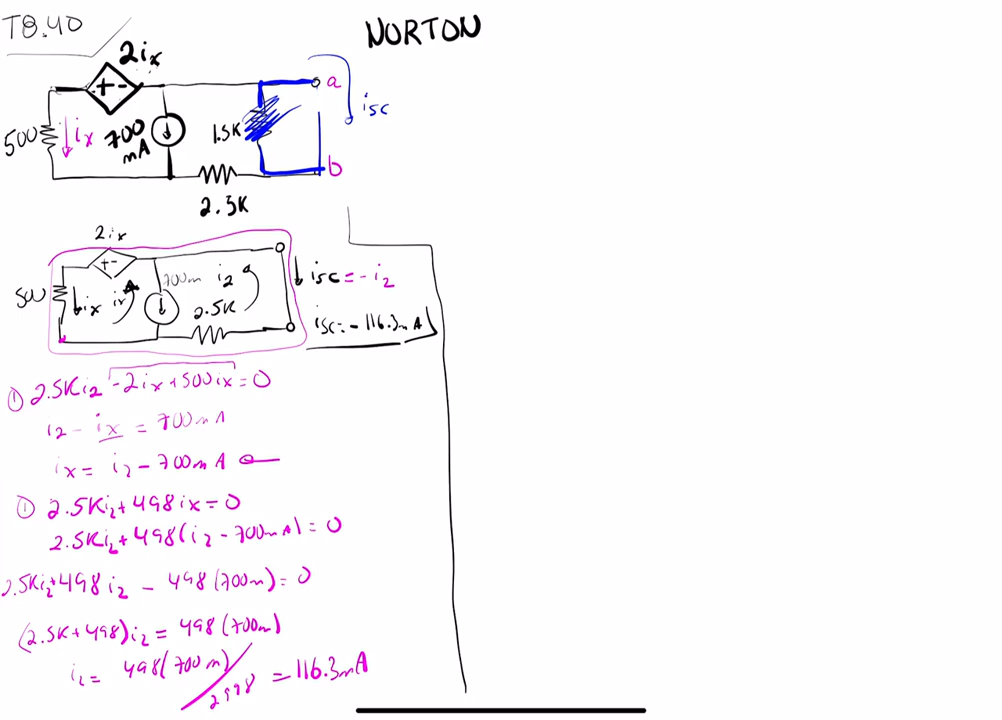 T8.40
NORTON
2ix
+ -
a
isc
500
ix
700
mA
1.5K
b
2.3K
2ix
+-
700m
i2
isc = -i2
500
ix
ix
2.5K
isc = -116.3mA
① 2.5Ki2 -2ix + 500ix = 0
i2 - ix = 700mA
ix = i2 - 700mA
① 2.5Ki2 + 498ix = 0
2.5Ki2 + 498(i2 - 700mA) = 0
2.5Ki2 + 498i2 - 498(700m) = 0
(2.5K + 498)i2 = 498(700m)
i2 = 498(700m) / 2998 = 116.3mA